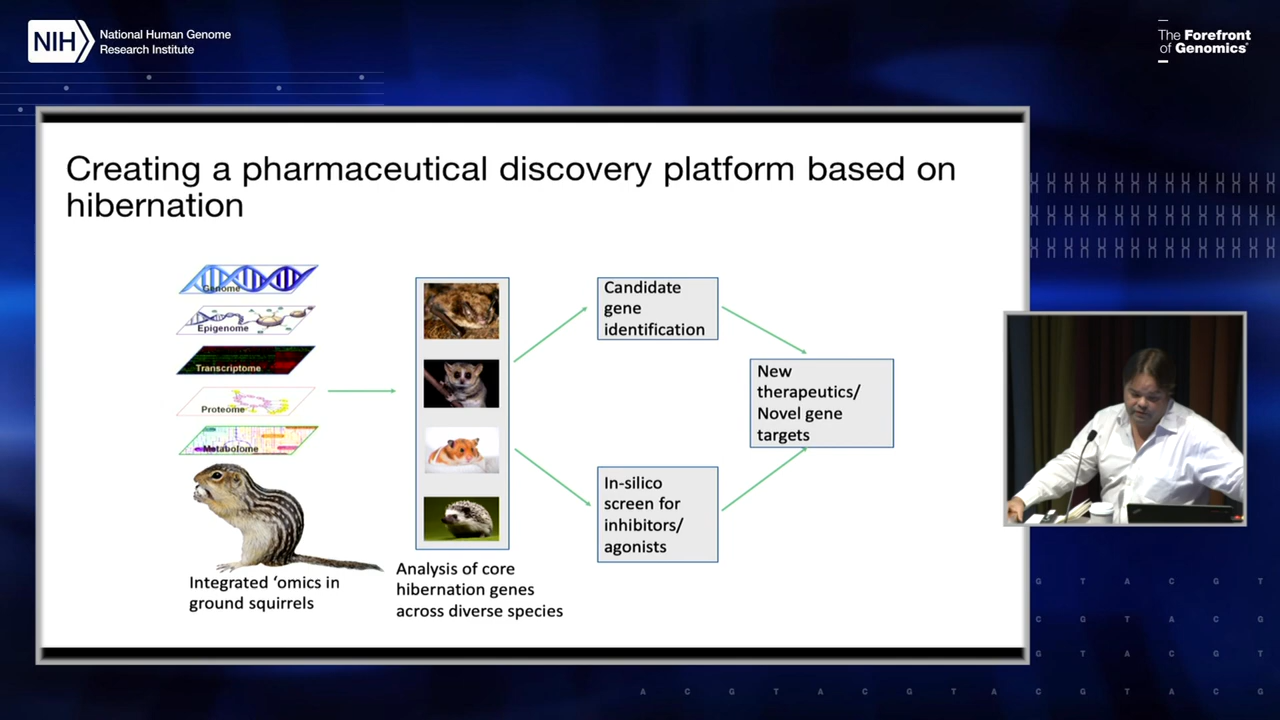 NIH
National Human Genome
Research Institute
The Forefront
of Genomics®
Creating a pharmaceutical discovery platform based on
hibernation
Genome
Epigenome
Transcriptome
Proteome
Metabolome
Integrated ‘omics in
ground squirrels
Analysis of core
hibernation genes
across diverse species
Candidate
gene
identification
In-silico
screen for
inhibitors/
agonists
New
therapeutics/
Novel gene
targets
G T A C G T
C G T A C G
G T A C G T
A C G T A C G T A C G T A C G